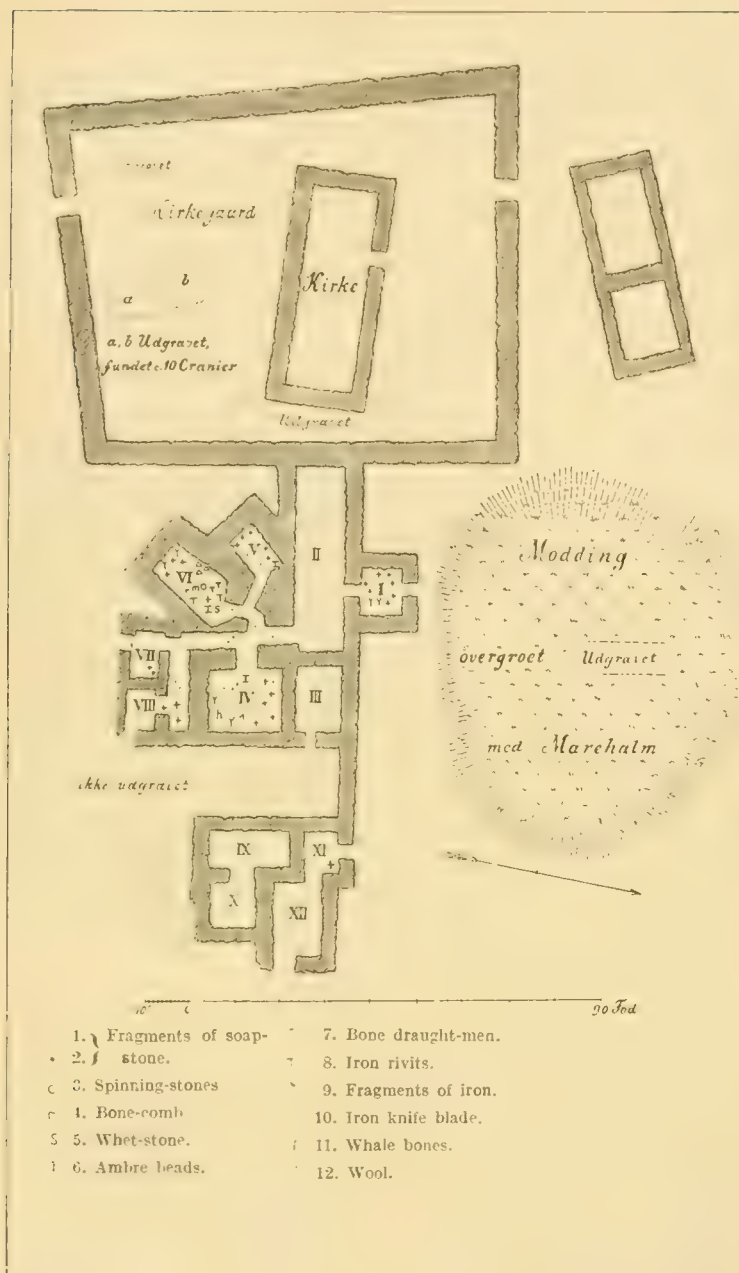 Kirkegaard
b
Kirke
a
a, b Udgravet,
fundet c. 10 Cranier
Udgravet
Modding
V
II
VI
I
mO
IS
overgroet Udgravet
VII
VIII
IV
III
h
med Marehalm
ikke udgravet
IX
XI
X
XII
10 90 Fod
1. Fragments of soap-
2. stone.
3. Spinning-stones
4. Bone-comb
S 5. Whet-stone.
6. Ambre beads.
7. Bone draught-men.
8. Iron rivits.
9. Fragments of iron.
10. Iron knife blade.
11. Whale bones.
12. Wool.